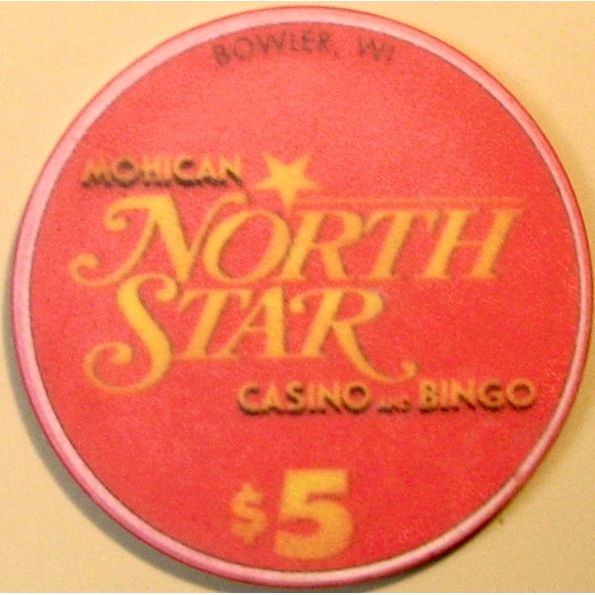 BOWLER, WI
MOHICAN
NORTH
STAR
CASINO AND BINGO
$5